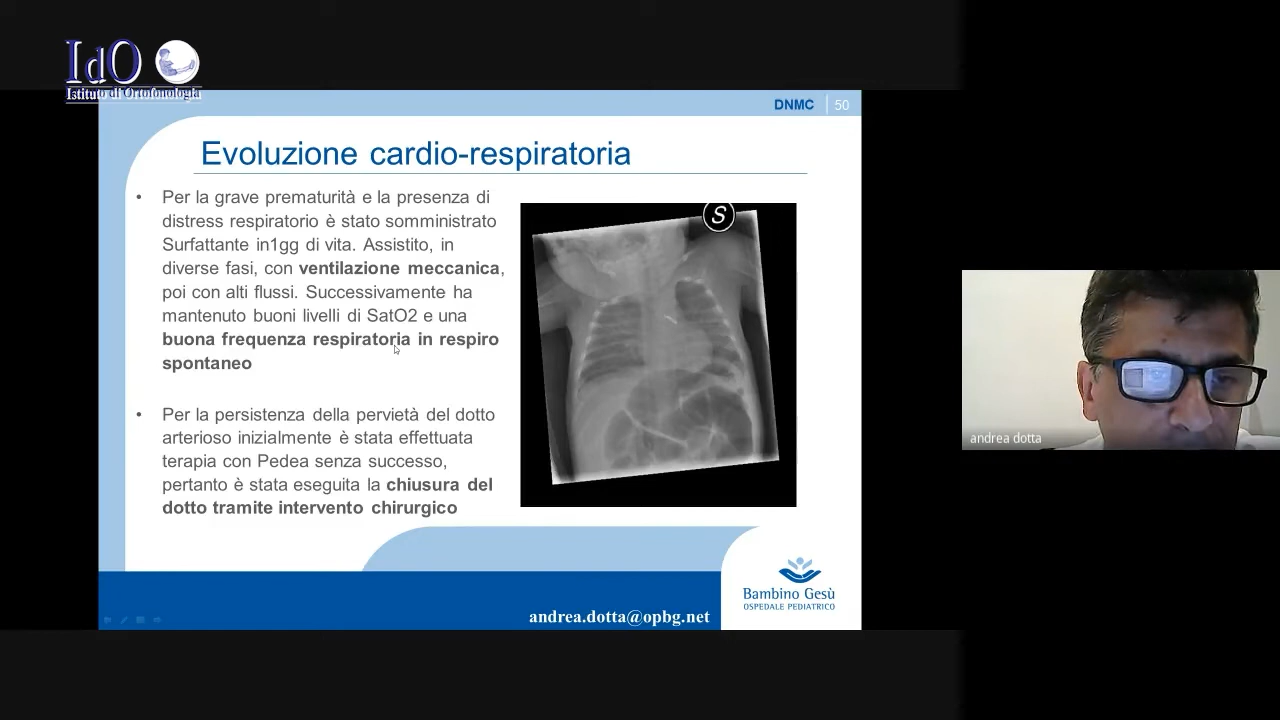 IdO
Istituto di Ortofonologia
DNMC
50
Evoluzione cardio-respiratoria
• Per la grave prematurità e la presenza di
distress respiratorio è stato somministrato
Surfattante in1gg di vita. Assistito, in
diverse fasi, con ventilazione meccanica,
poi con alti flussi. Successivamente ha
mantenuto buoni livelli di SatO2 e una
buona frequenza respiratoria in respiro
spontaneo
• Per la persistenza della pervietà del dotto
arterioso inizialmente è stata effettuata
terapia con Pedea senza successo,
pertanto è stata eseguita la chiusura del
dotto tramite intervento chirurgico
S
andrea dotta
Bambino Gesù
OSPEDALE PEDIATRICO
andrea.dotta@opbg.net